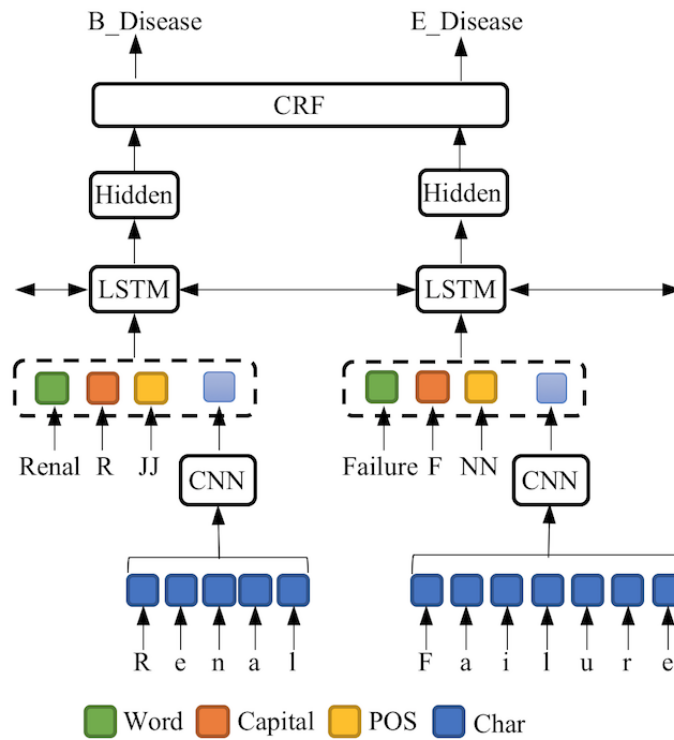 B_Disease E_Disease
CRF
Hidden Hidden
LSTM LSTM
Renal R JJ Failure F NN
CNN CNN
R e n a l F a i l u r e
Word Capital POS Char